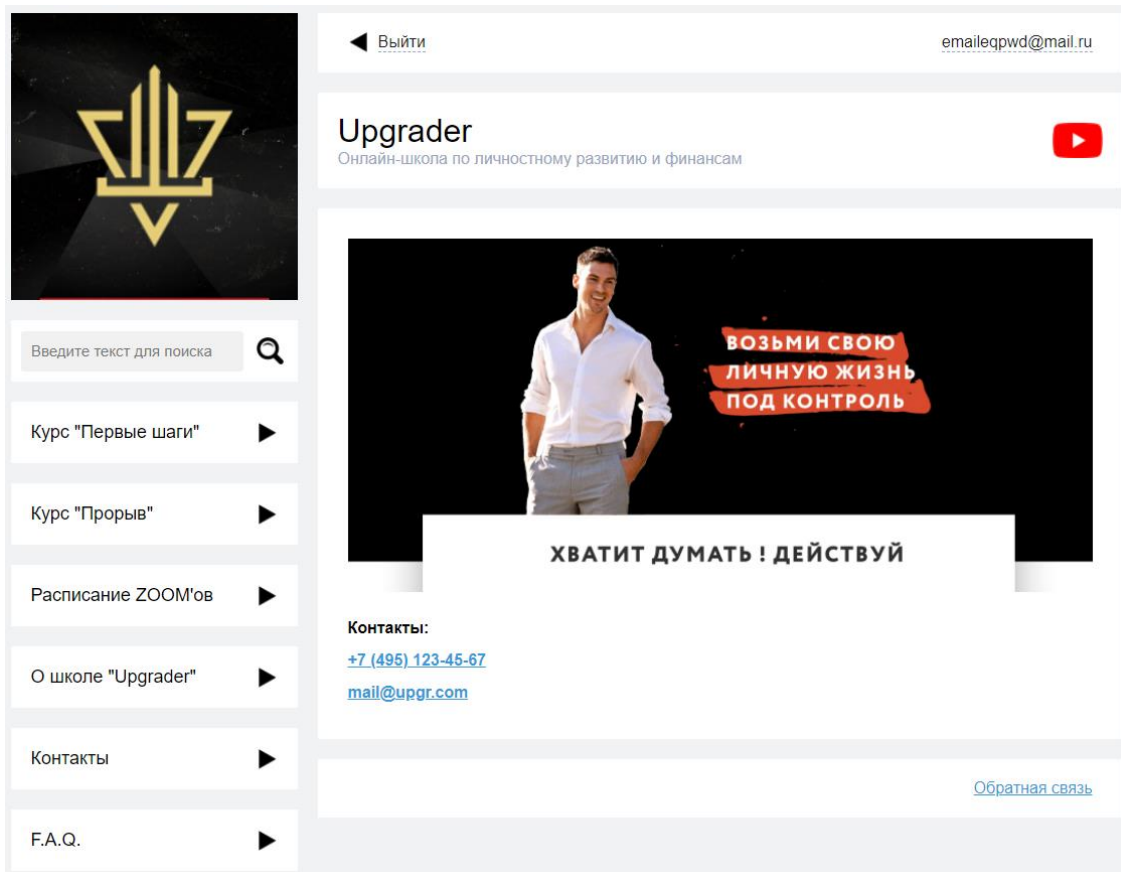 Выйти
emaileqpwd@mail.ru
Upgrader
Онлайн-школа по личностному развитию и финансам
Введите текст для поиска
Курс "Первые шаги"
Курс "Прорыв"
Расписание ZOOM'ов
О школе "Upgrader"
Контакты
F.A.Q.
ВОЗЬМИ СВОЮ
ЛИЧНУЮ ЖИЗНЬ
ПОД КОНТРОЛЬ
ХВАТИТ ДУМАТЬ ! ДЕЙСТВУЙ
Контакты:
+7 (495) 123-45-67
mail@upgr.com
Обратная связь